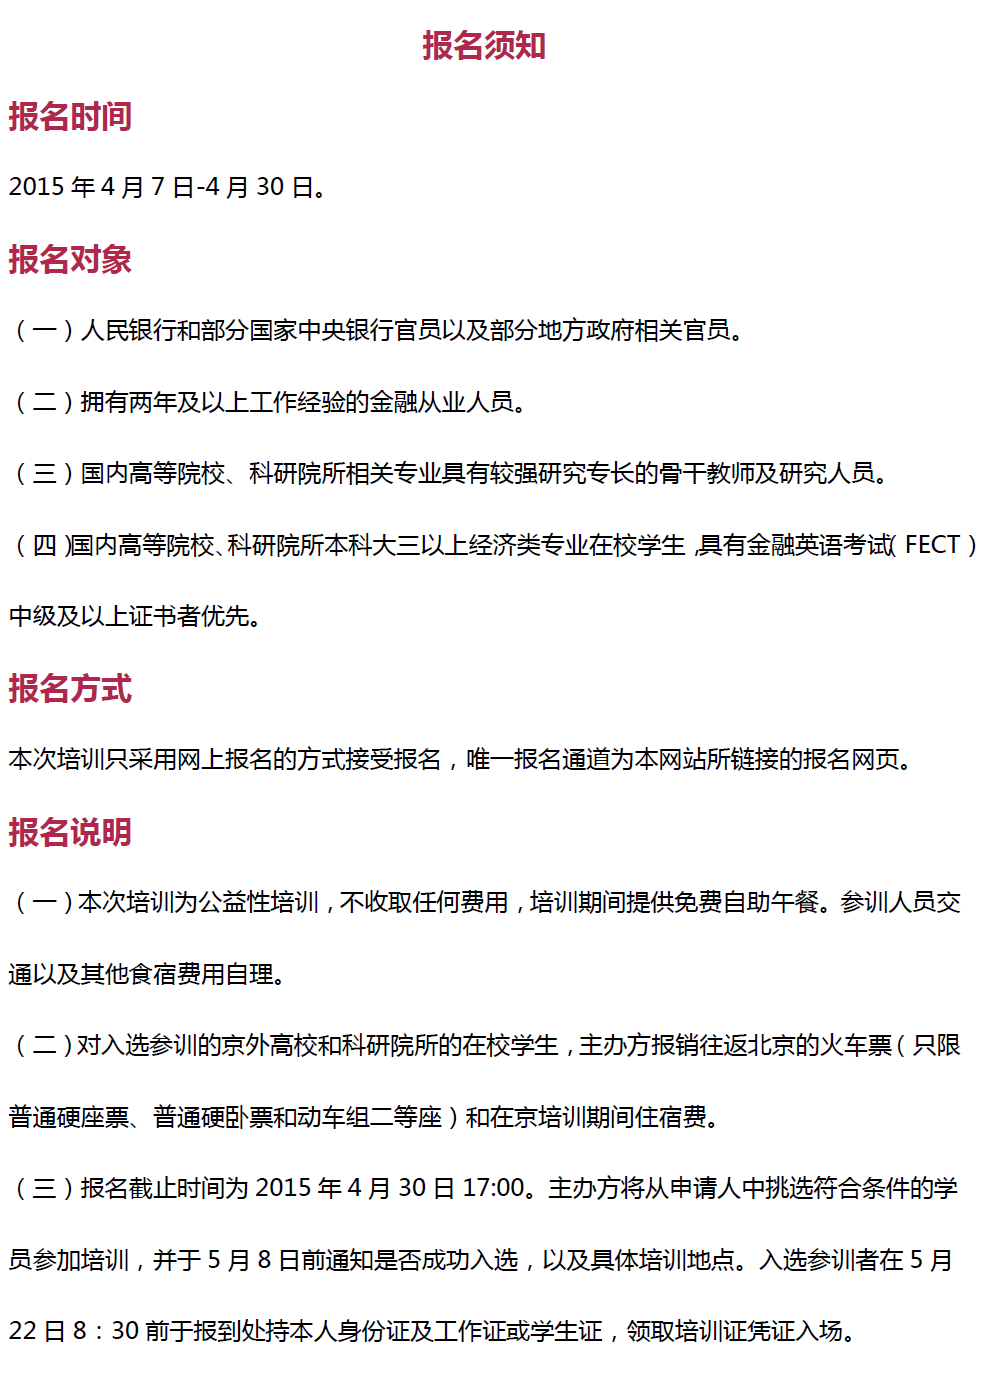 报名须知
报名时间
2015 年 4 月 7 日-4 月 30 日。
报名对象
（一）人民银行和部分国家中央银行官员以及部分地方政府相关官员。
（二）拥有两年及以上工作经验的金融从业人员。
（三）国内高等院校、科研院所相关专业具有较强研究专长的骨干教师及研究人员。
（四）国内高等院校、科研院所本科大三以上经济类专业在校学生，具有金融英语考试（FECT）
中级及以上证书者优先。
报名方式
本次培训只采用网上报名的方式接受报名，唯一报名通道为本网站所链接的报名网页。
报名说明
（一）本次培训为公益性培训，不收取任何费用，培训期间提供免费自助午餐。参训人员交
通以及其他食宿费用自理。
（二）对入选参训的京外高校和科研院所的在校学生，主办方报销往返北京的火车票（只限
普通硬座票、普通硬卧票和动车组二等座）和在京培训期间住宿费。
（三）报名截止时间为 2015 年 4 月 30 日 17:00。主办方将从申请人中挑选符合条件的学
员参加培训，并于 5 月 8 日前通知是否成功入选，以及具体培训地点。入选参训者在 5 月
22 日 8：30 前于报到处持本人身份证及工作证或学生证，领取培训证凭证入场。